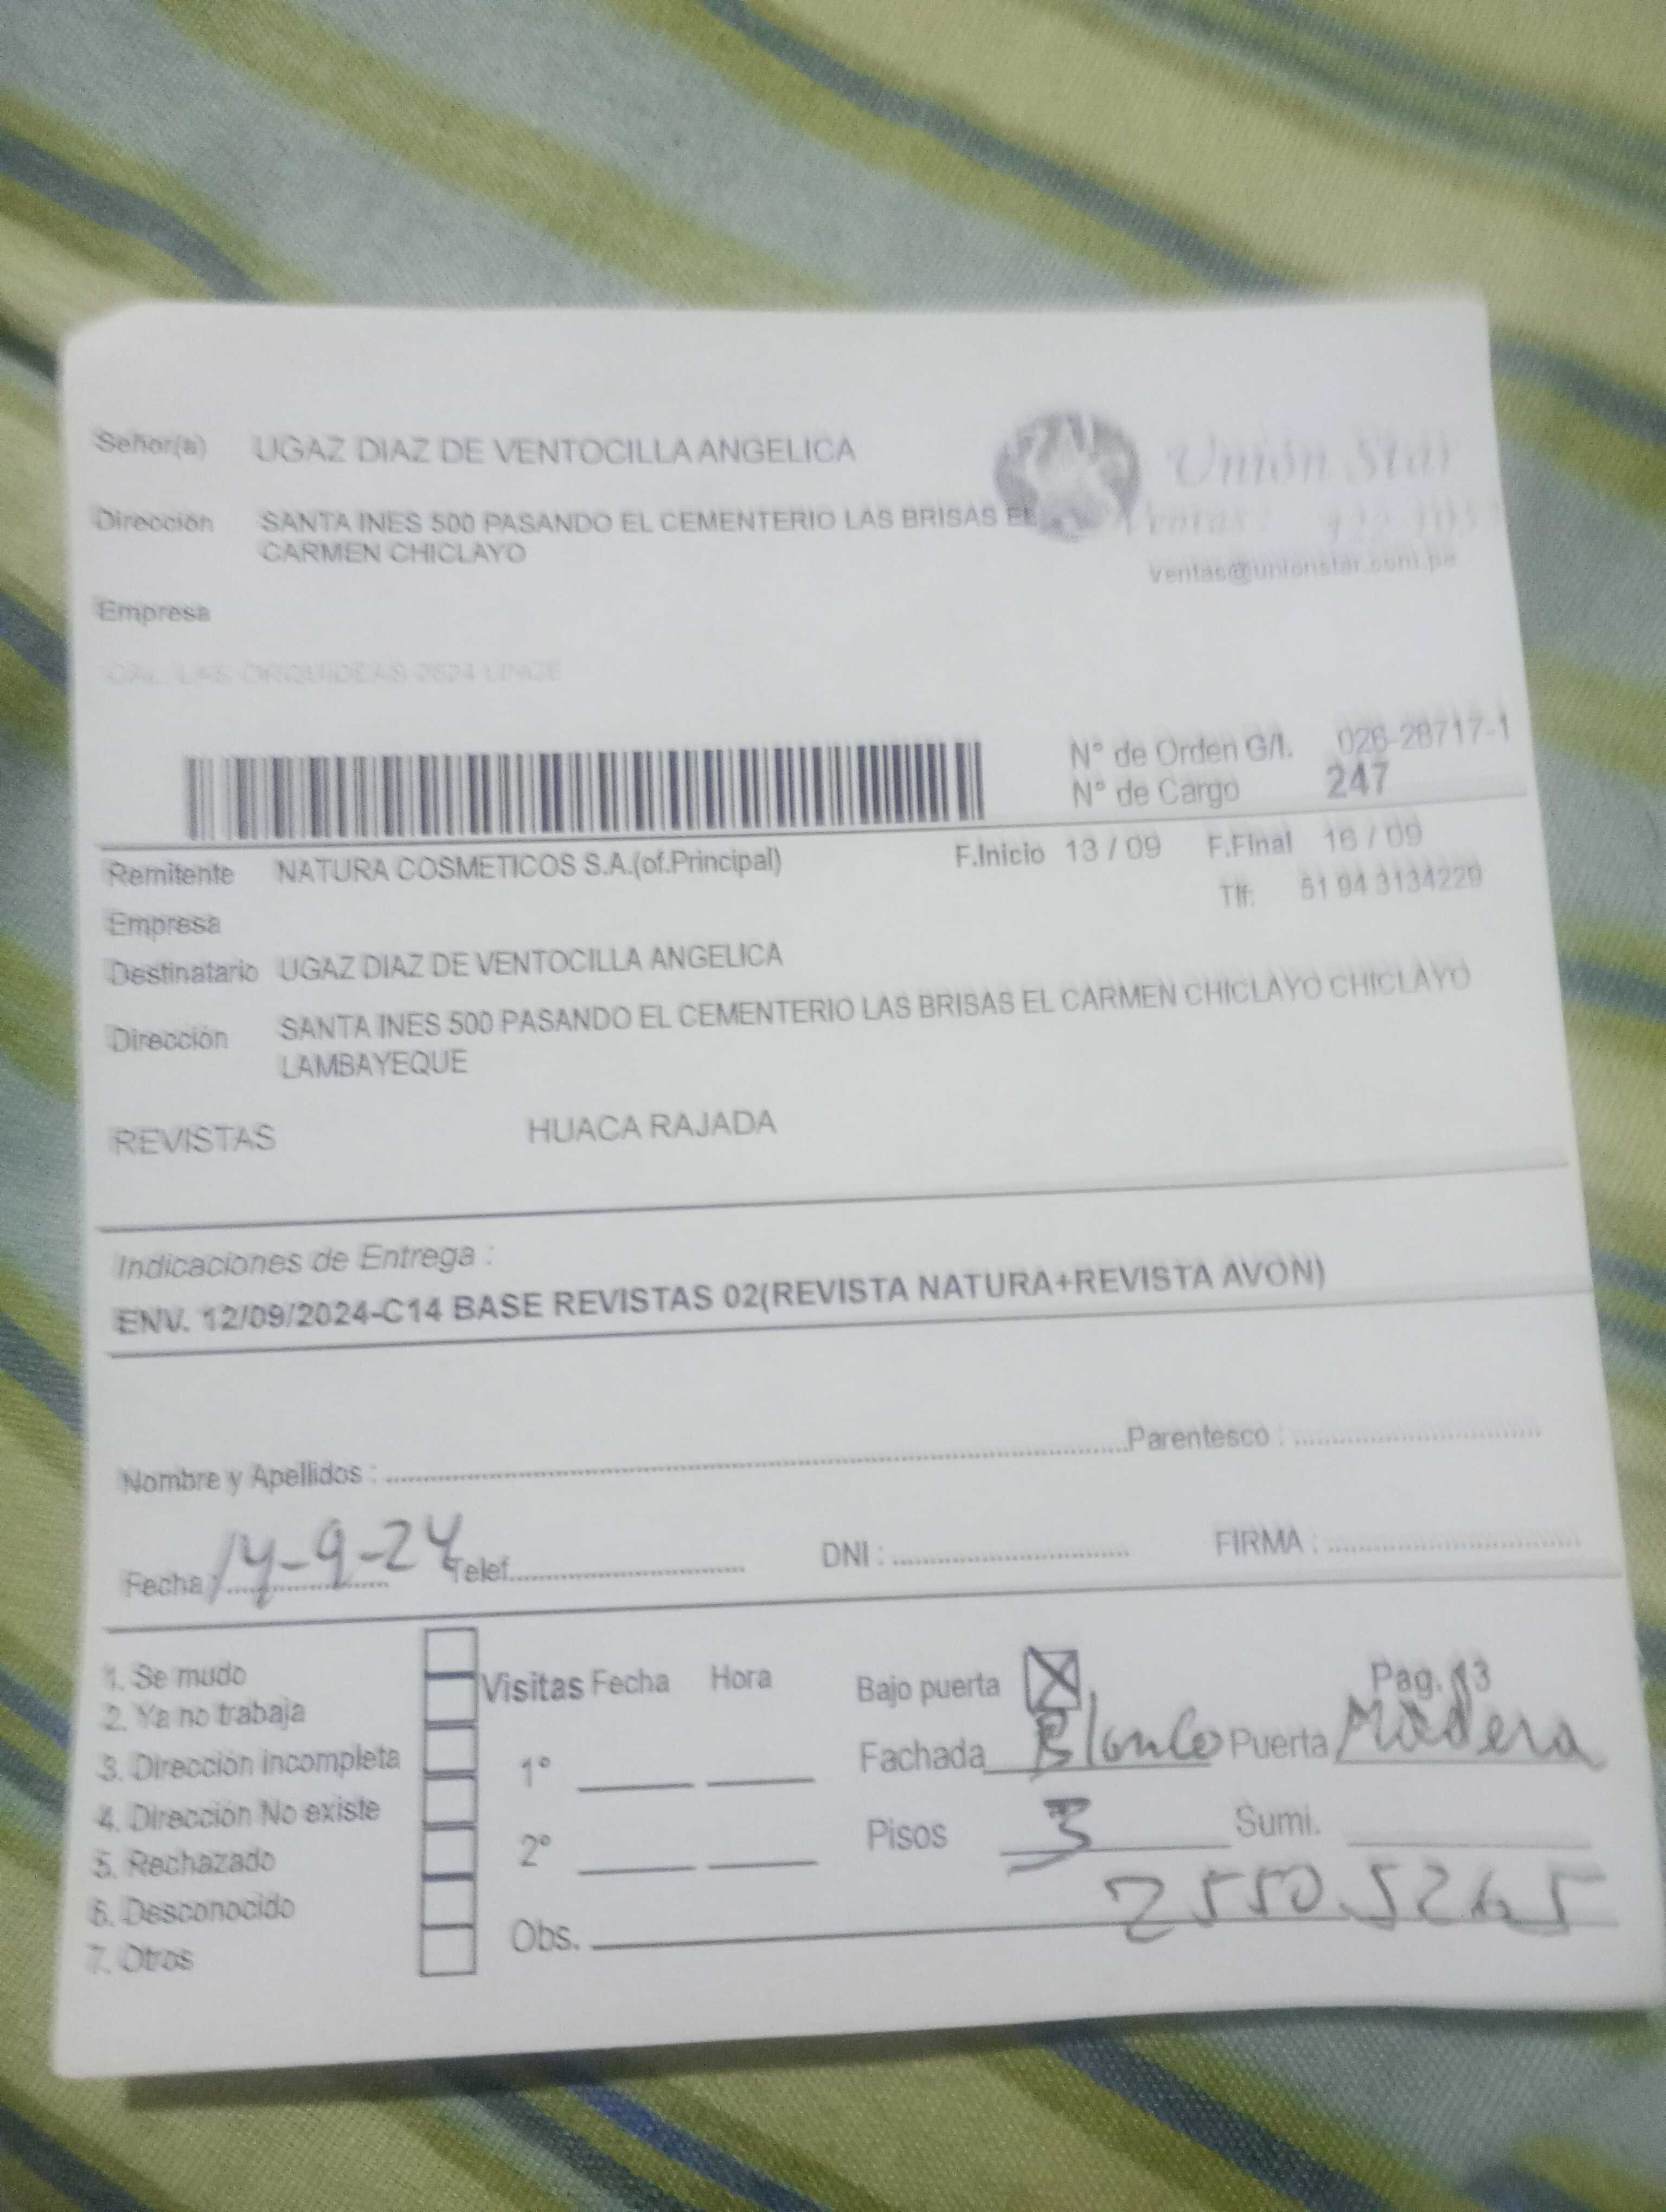 Señor(a) UGAZ DIAZ DE VENTOCILLA ANGELICA
Unión Star
Dirección SANTA INES 500 PASANDO EL CEMENTERIO LAS BRISAS EL
CARMEN CHICLAYO
Ventas:
ventas@unionstar.com.pe
Empresa
CAL. LAS ORQUIDEAS 2624 LINCE
N° de Orden G/I. 026-28717-1
N° de Cargo 247
Remitente NATURA COSMETICOS S.A.(of.Principal) F.Inicio 13 / 09 F.Final 16 / 09
Empresa Tlf: 51 94 3134229
Destinatario UGAZ DIAZ DE VENTOCILLA ANGELICA
Dirección SANTA INES 500 PASANDO EL CEMENTERIO LAS BRISAS EL CARMEN CHICLAYO CHICLAYO
LAMBAYEQUE
REVISTAS HUACA RAJADA
Indicaciones de Entrega :
ENV. 12/09/2024-C14 BASE REVISTAS 02(REVISTA NATURA+REVISTA AVON)
Nombre y Apellidos : Parentesco :
Fecha : 14-9-24 Telef. DNI : FIRMA :
1. Se mudo
2. Ya no trabaja
3. Dirección incompleta
4. Dirección No existe
5. Rechazado
6. Desconocido
7. Otros
Visitas Fecha Hora
1°
2°
Obs.
Bajo puerta X Pag. 13
Fachada Blanco Puerta Madera
Pisos 3 Sumi.